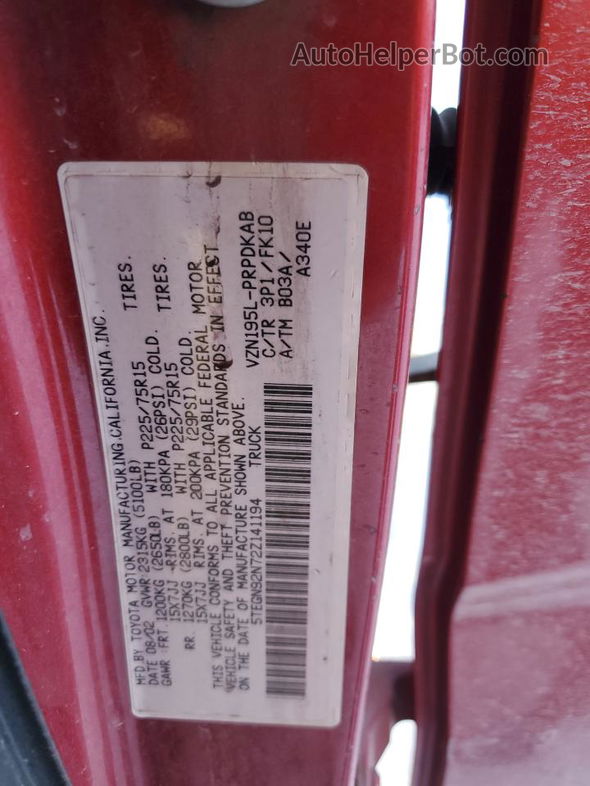 AutoHelperBot.com
MFD.BY TOYOTA MOTOR MANUFACTURING,CALIFORNIA,INC.
DATE 08/02 GVWR 2315KG (5100LB)
GAWR FRT 1200KG (2650LB) WITH P225/75R15 TIRES.
15X7JJ RIMS. AT 180KPA (26PSI) COLD.
RR. 1270KG (2800LB) WITH P225/75R15 TIRES.
15X7JJ RIMS. AT 200KPA (29PSI) COLD.
THIS VEHICLE CONFORMS TO ALL APPLICABLE FEDERAL MOTOR
VEHICLE SAFETY AND THEFT PREVENTION STANDARDS IN EFFECT
ON THE DATE OF MANUFACTURE SHOWN ABOVE.
5TEGN92N72Z141194 TRUCK
VZN195L-PRPDKAB
C/TR 3P1/FK10
A/TM B03A/
A340E